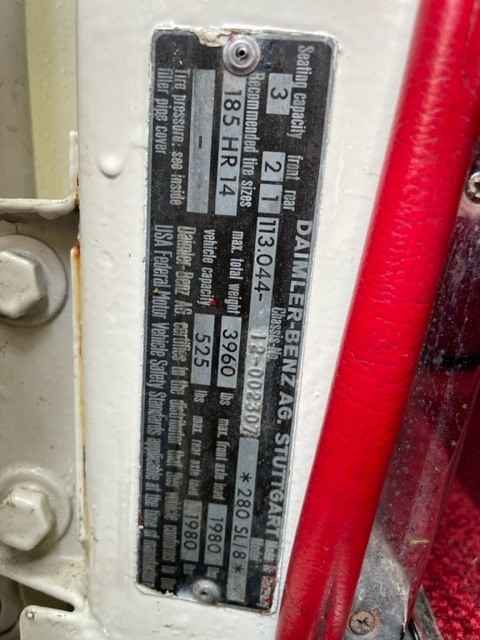 DAIMLER-BENZ AG. STUTTGART
Chassis-No.
113.044- 12-002307 *280 SL/8*
Seating capacity front rear
3 2 1
max. total weight 3960 lbs max. front axle load 1980
Recommended tire sizes
185 HR 14
vehicle capacity 525 lbs max. rear axle load 1980
Tire pressure: see inside
filler pipe cover
-
Daimler-Benz AG. certifies to the distributor that this vehicle conforms to
USA Federal Motor Vehicle Safety Standards applicable